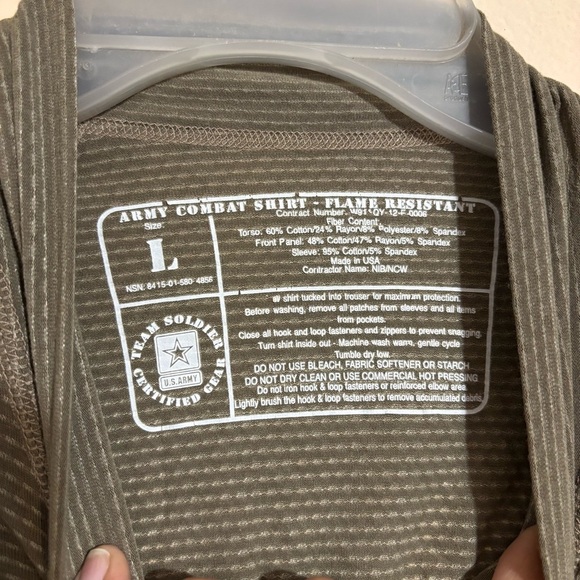 ARMY COMBAT SHIRT - FLAME RESISTANT
Size:
L
NSN: 8415-01-580-4856
Contract Number: W91QY-12-F-0006
Fiber Content
Torso: 60% Cotton/24% Rayon/8% Polyester/8% Spandex
Front Panel: 48% Cotton/47% Rayon/5% Spandex
Sleeve: 95% Cotton/5% Spandex
Made in USA
Contractor Name: NIB/NCW
TEAM SOLDIER
U.S. ARMY
CERTIFIED GEAR
shirt tucked into trouser for maximum protection.
Before washing, remove all patches from sleeves and all items
from pockets.
Close all hook and loop fasteners and zippers to prevent snagging.
Turn shirt inside out - Machine wash warm, gentle cycle
Tumble dry low.
DO NOT USE BLEACH, FABRIC SOFTENER OR STARCH
DO NOT DRY CLEAN OR USE COMMERCIAL HOT PRESSING
Do not iron hook & loop fasteners or reinforced elbow area
Lightly brush the hook & loop fasteners to remove accumulated debris